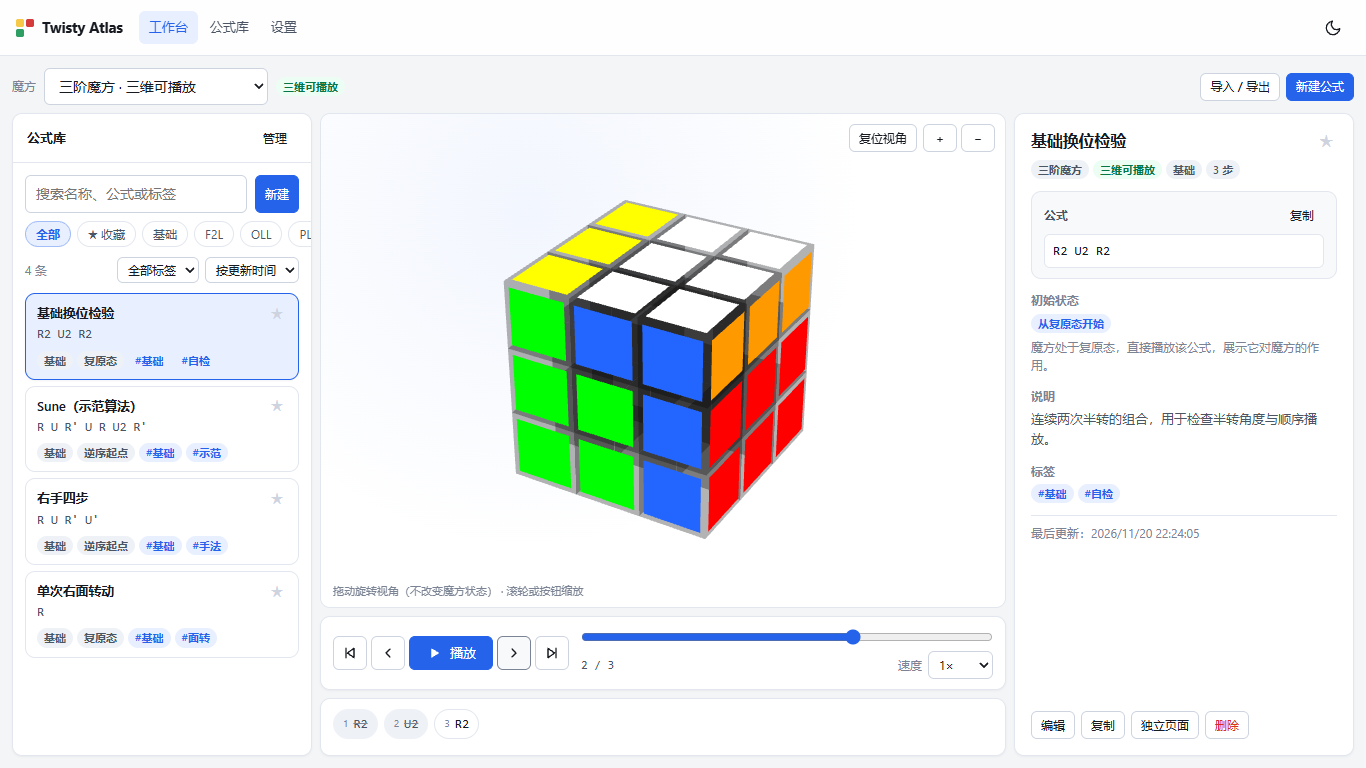 Twisty Atlas 工作台 公式库 设置
魔方 三阶魔方 · 三维可播放 三维可播放 导入 / 导出 新建公式
公式库 管理
搜索名称、公式或标签 新建
全部 ★ 收藏 基础 F2L OLL PL
4 条 全部标签 按更新时间
基础换位检验 ★
R2 U2 R2
基础 复原态 #基础 #自检
Sune（示范算法） ★
R U R' U R U2 R'
基础 逆序起点 #基础 #示范
右手四步 ★
R U R' U'
基础 逆序起点 #基础 #手法
单次右面转动 ★
R
基础 复原态 #基础 #面转
复位视角 + −
拖动旋转视角（不改变魔方状态） · 滚轮或按钮缩放
播放
2 / 3
速度 1×
1 R2 2 U2 3 R2
基础换位检验 ★
三阶魔方 三维可播放 基础 3 步
公式 复制
R2 U2 R2
初始状态
从复原态开始
魔方处于复原态，直接播放该公式，展示它对魔方的作
用。
说明
连续两次半转的组合，用于检查半转角度与顺序播
放。
标签
#基础 #自检
最后更新：2026/11/20 22:24:05
编辑 复制 独立页面 删除